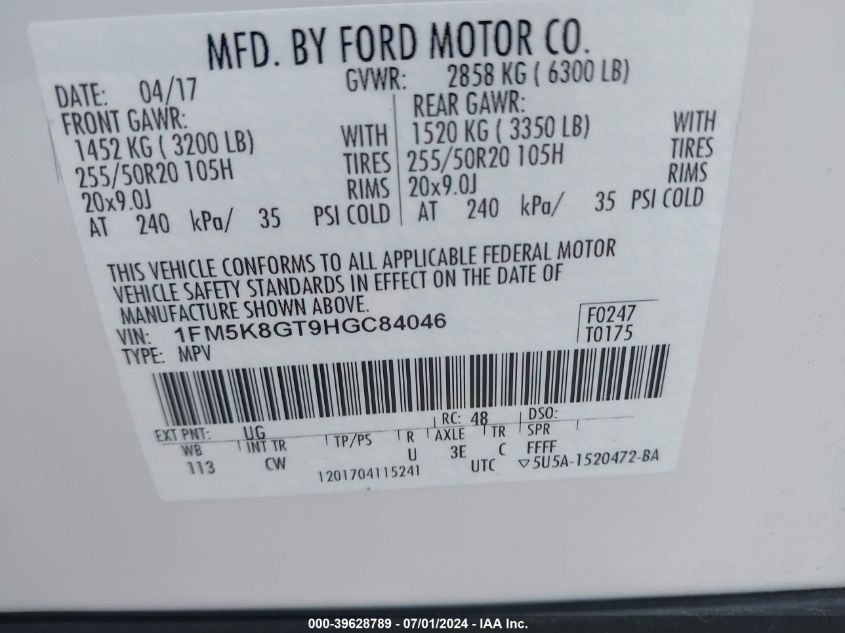 MFD. BY FORD MOTOR CO.
DATE: 04/17 GVWR: 2858 KG ( 6300 LB)
FRONT GAWR: REAR GAWR:
1452 KG ( 3200 LB) WITH 1520 KG ( 3350 LB) WITH
255/50R20 105H TIRES 255/50R20 105H TIRES
20x9.0J RIMS 20x9.0J RIMS
AT 240 kPa/ 35 PSI COLD AT 240 kPa/ 35 PSI COLD
THIS VEHICLE CONFORMS TO ALL APPLICABLE FEDERAL MOTOR
VEHICLE SAFETY STANDARDS IN EFFECT ON THE DATE OF
MANUFACTURE SHOWN ABOVE.
VIN: 1FM5K8GT9HGC84046 F0247
TYPE: MPV T0175
EXT PNT: UG RC: 48 DSO:
WB INT TR TP/PS R AXLE TR SPR
113 CW U 3E C FFFF
1201704115241 UTC ▽5U5A-1520472-BA
000-39628789 - 07/01/2024 - IAA Inc.